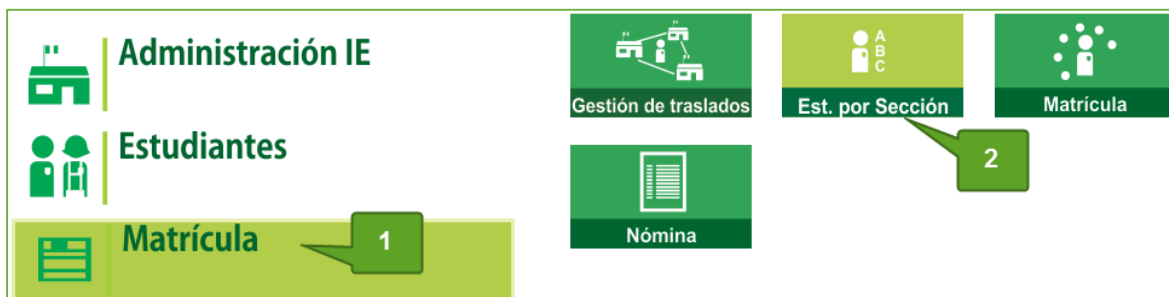 Administración IE
Estudiantes
Matrícula
1
Gestión de traslados
A
B
C
Est. por Sección
Matrícula
2
Nómina